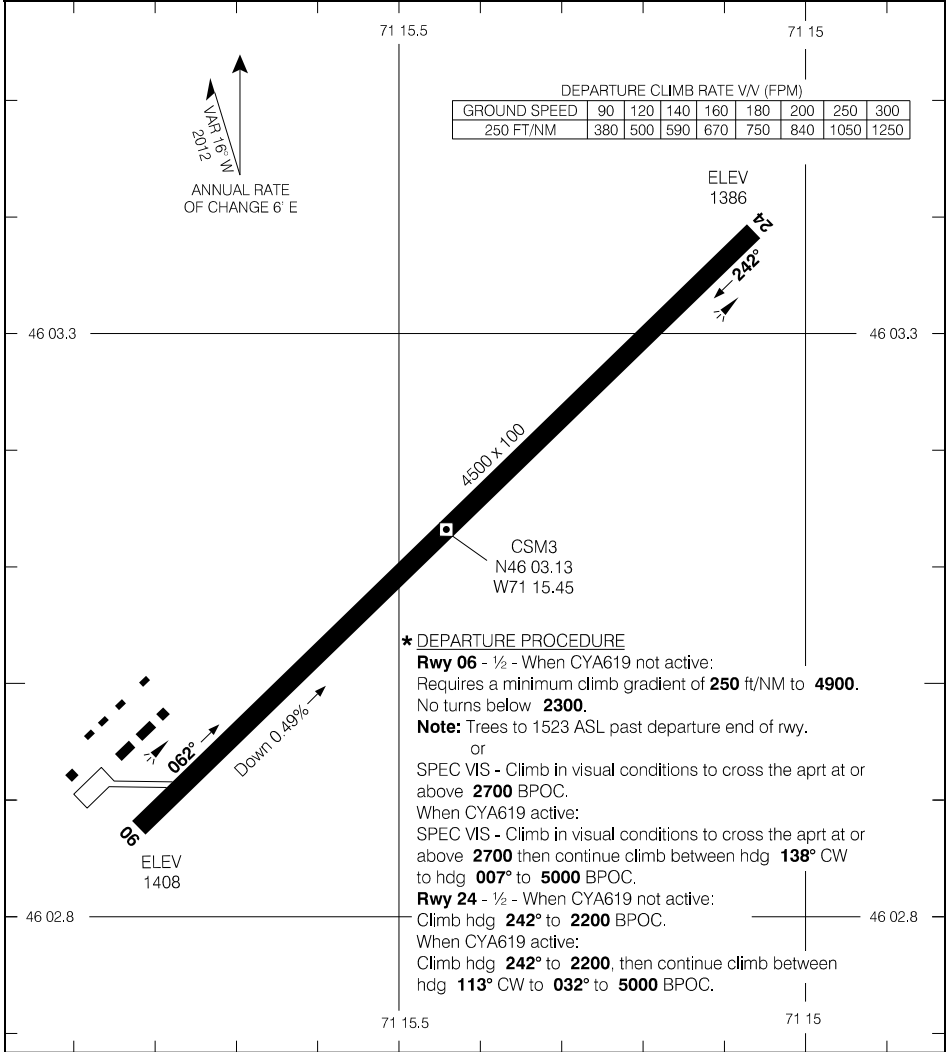 71 15.5
71 15
DEPARTURE CLIMB RATE V/V (FPM)
GROUND SPEED 90 120 140 160 180 200 250 300
250 FT/NM 380 500 590 670 750 840 1050 1250
VAR 16° W
2012
ANNUAL RATE
OF CHANGE 6' E
ELEV
1386
24
242°
46 03.3
46 03.3
4500 x 100
CSM3
N46 03.13
W71 15.45
* DEPARTURE PROCEDURE
Rwy 06 - ½ - When CYA619 not active:
Requires a minimum climb gradient of 250 ft/NM to 4900.
No turns below 2300.
Note: Trees to 1523 ASL past departure end of rwy.
or
SPEC VIS - Climb in visual conditions to cross the aprt at or
above 2700 BPOC.
When CYA619 active:
SPEC VIS - Climb in visual conditions to cross the aprt at or
above 2700 then continue climb between hdg 138° CW
to hdg 007° to 5000 BPOC.
Rwy 24 - ½ - When CYA619 not active:
Climb hdg 242° to 2200 BPOC.
When CYA619 active:
Climb hdg 242° to 2200, then continue climb between
hdg 113° CW to 032° to 5000 BPOC.
062°
Down 0.49%
06
ELEV
1408
46 02.8
46 02.8
71 15.5
71 15